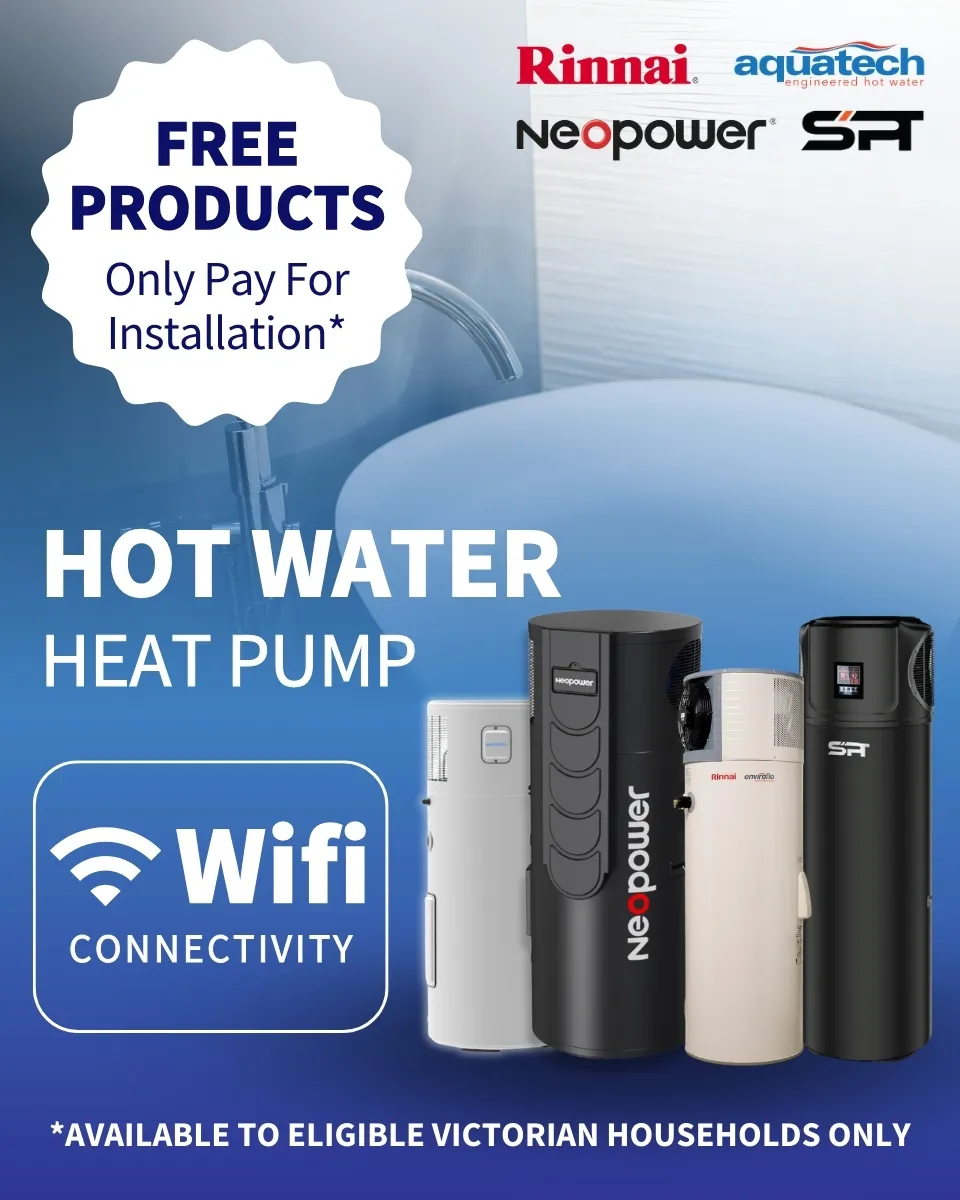 Rinnai®
aquatech
engineered hot water
Neopower®
SPT
FREE
PRODUCTS
Only Pay For
Installation*
HOT WATER
HEAT PUMP
Neopower
Neopower
Rinnai enviroflo
SPT
Wifi
CONNECTIVITY
*AVAILABLE TO ELIGIBLE VICTORIAN HOUSEHOLDS ONLY